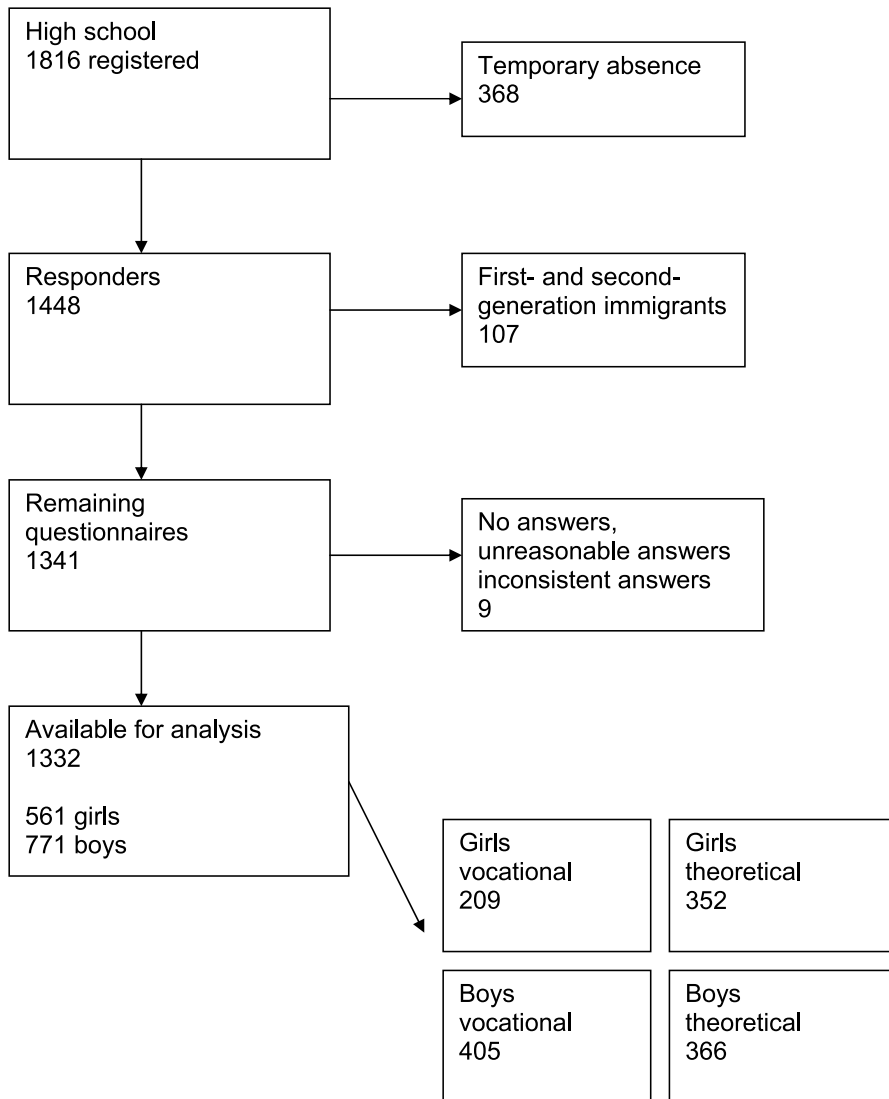 High school
1816 registered
Temporary absence
368
Responders
1448
First- and second-
generation immigrants
107
Remaining
questionnaires
1341
No answers,
unreasonable answers
inconsistent answers
9
Available for analysis
1332
561 girls
771 boys
Girls
vocational
209
Girls
theoretical
352
Boys
vocational
405
Boys
theoretical
366